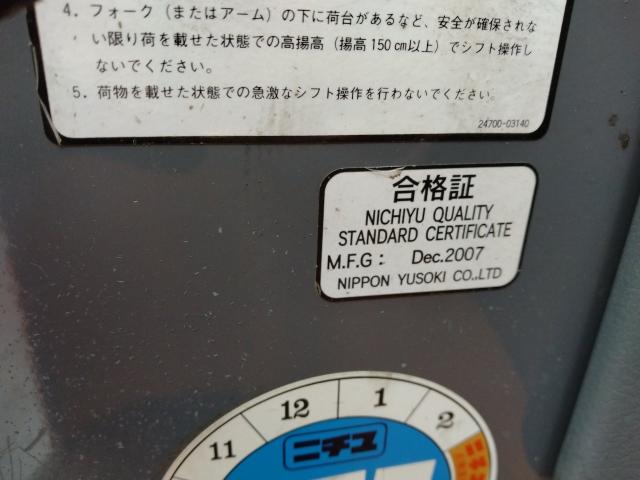 4. フォーク（またはアーム）の下に荷台があるなど、安全が確保されな
い限り荷を載せた状態での高揚高（揚高150cm以上）でシフト操作し
ないでください。
5. 荷物を載せた状態での急激なシフト操作を行わないでください。
24700-03140
合格証
NICHIYU QUALITY
STANDARD CERTIFICATE
M.F.G : Dec.2007
NIPPON YUSOKI CO.,LTD
11 12 1 2
ニチユ